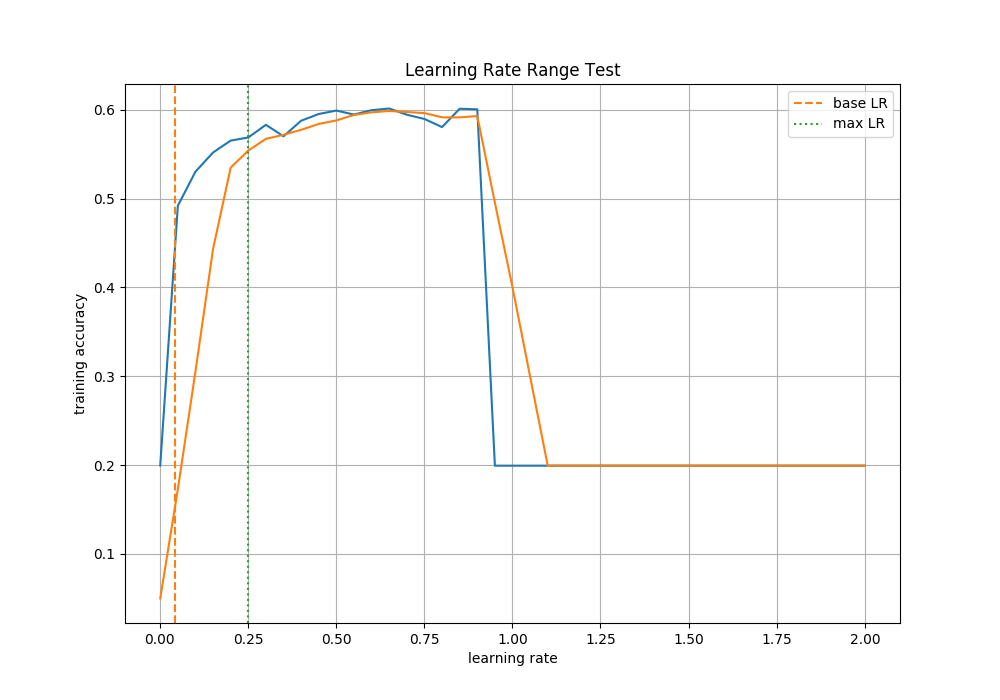 Learning Rate Range Test
base LR
max LR
0.6
0.5
0.4
0.3
0.2
0.1
training accuracy
0.00 0.25 0.50 0.75 1.00 1.25 1.50 1.75 2.00
learning rate